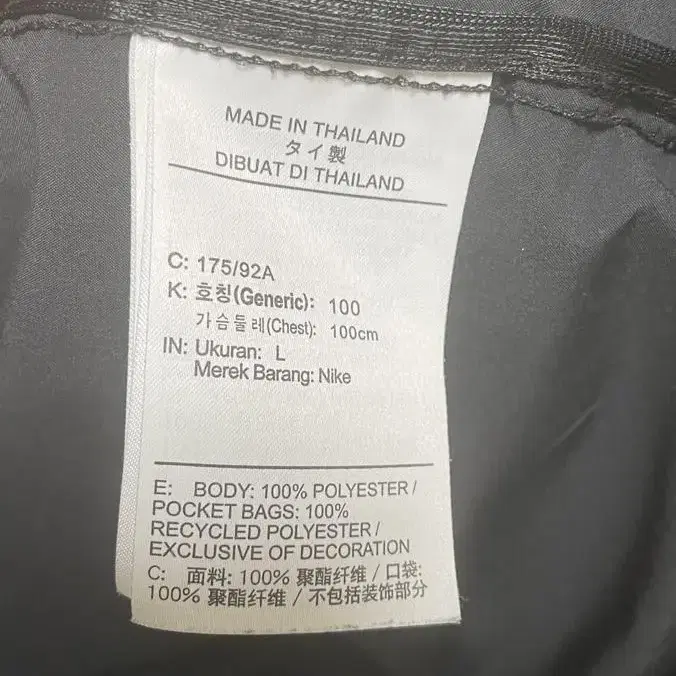 MADE IN THAILAND
タイ製
DIBUAT DI THAILAND
C: 175/92A
K: 호칭(Generic): 100
가슴둘레(Chest): 100cm
IN: Ukuran: L
Merek Barang: Nike
E: BODY: 100% POLYESTER /
POCKET BAGS: 100%
RECYCLED POLYESTER /
EXCLUSIVE OF DECORATION
C: 面料: 100% 聚酯纤维 / 口袋:
100% 聚酯纤维 / 不包括装饰部分